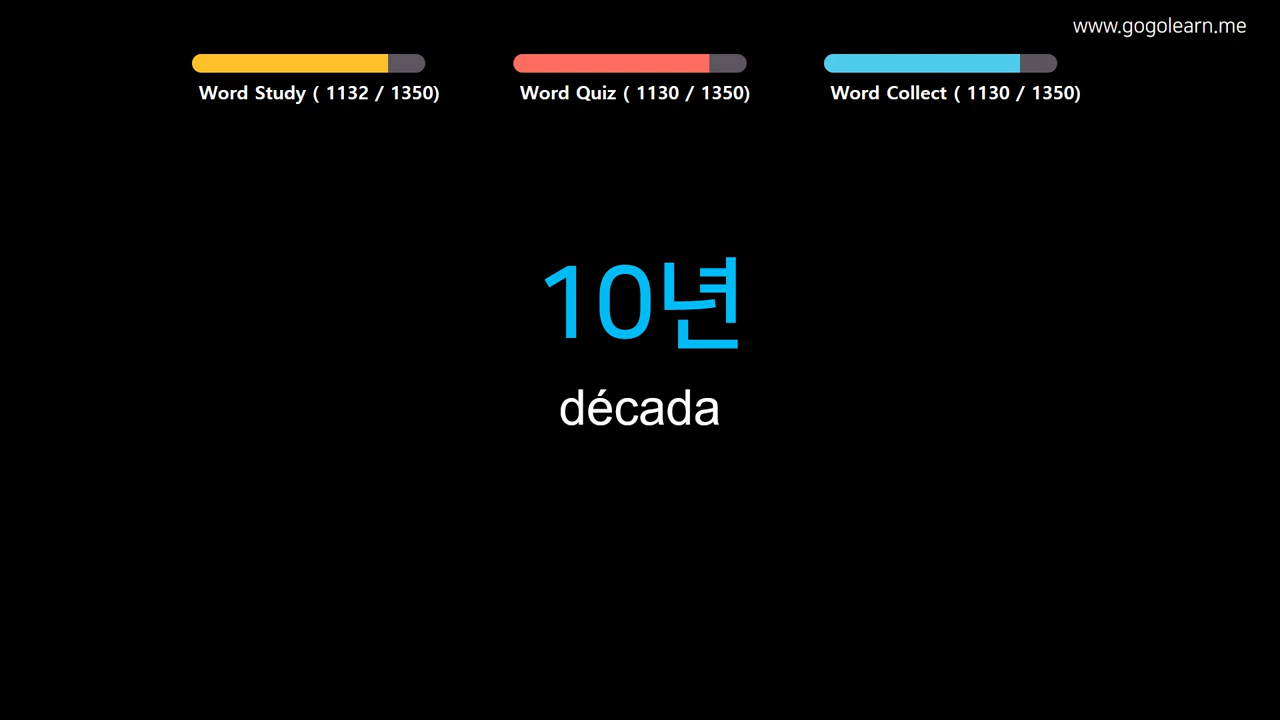 www.gogolearn.me
Word Study ( 1132 / 1350)
Word Quiz ( 1130 / 1350)
Word Collect ( 1130 / 1350)
10년
década